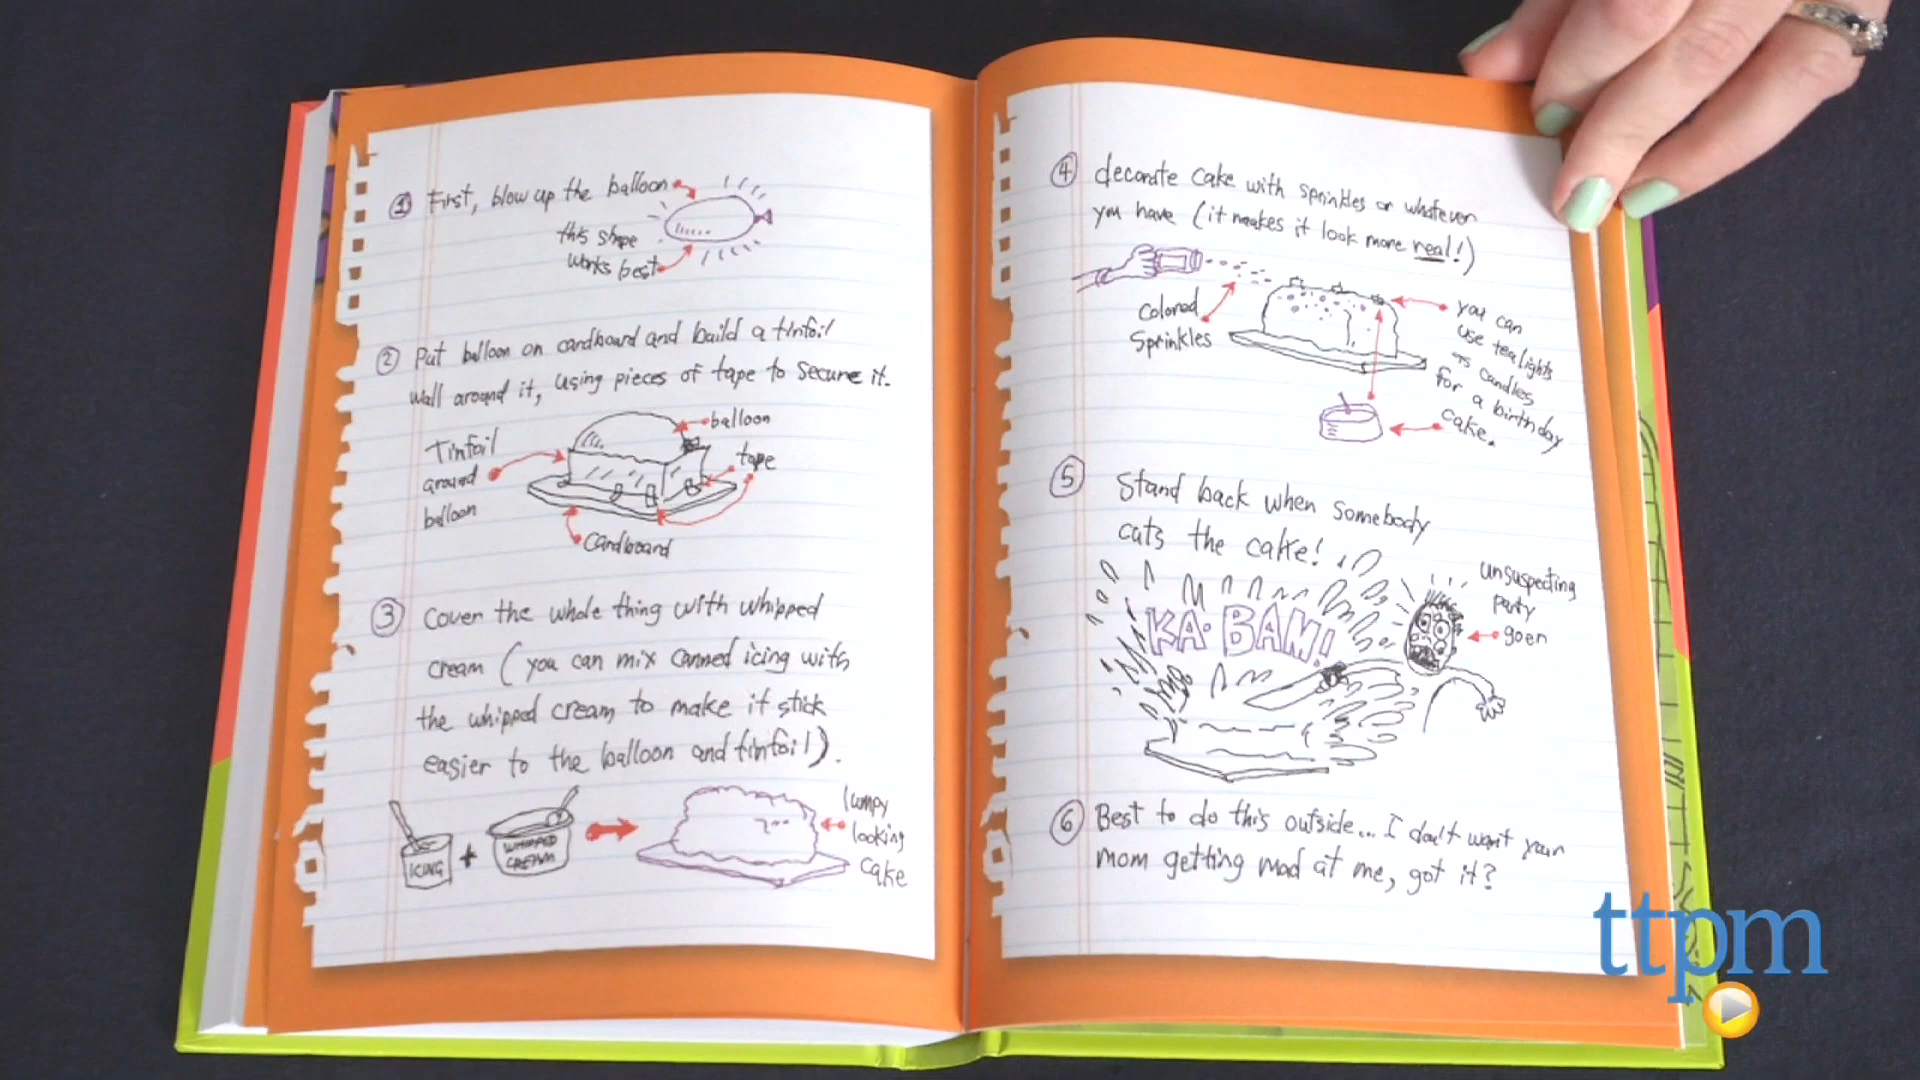 1 First, blow up the balloon
this shape
works best
2 Put balloon on cardboard and build a tinfoil
wall around it, using pieces of tape to secure it.
balloon
Tinfoil
around
balloon
tape
cardboard
3 Cover the whole thing with whipped
cream (you can mix canned icing with
the whipped cream to make it stick
easier to the balloon and tinfoil).
ICING
+
WHIPPED
CREAM
lumpy
looking
cake
4 decorate cake with sprinkles or whatever
you have (it makes it look more real!)
Colored
Sprinkles
you can
use tea lights
as candles
for a birthday
cake.
5 Stand back when somebody
cuts the cake!
KA-BAM!
unsuspecting
party
goer
6 Best to do this outside... I don't want your
mom getting mad at me, got it?
ttpm